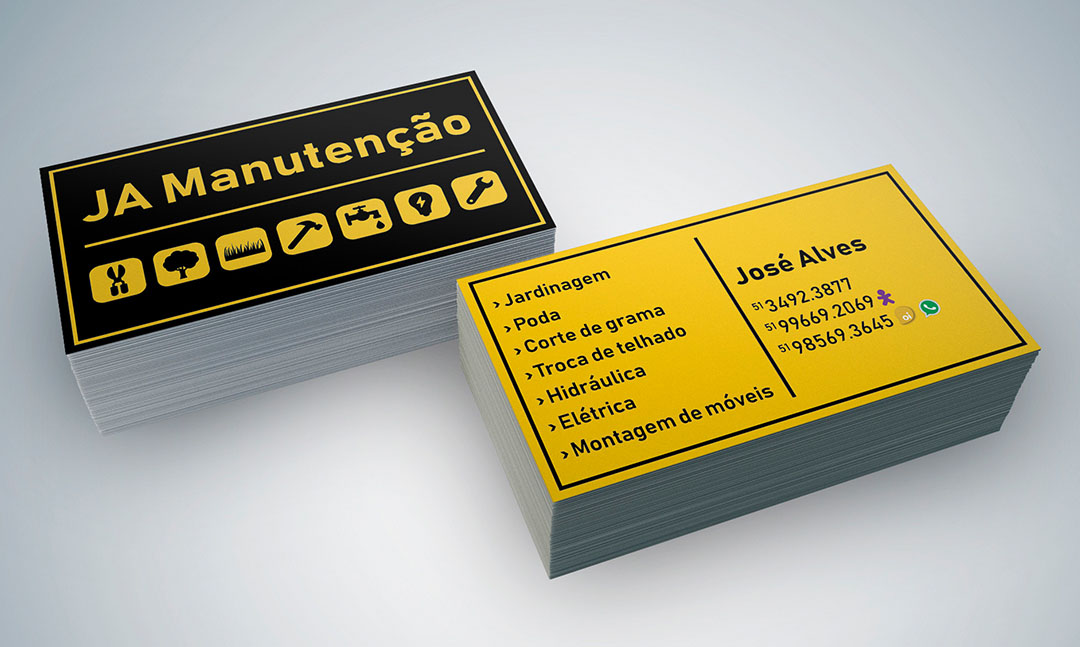 JA Manutenção
› Jardinagem
› Poda
› Corte de grama
› Troca de telhado
› Hidráulica
› Elétrica
› Montagem de móveis
José Alves
51 3492.3877
51 99669.2069
51 98569.3645 oi